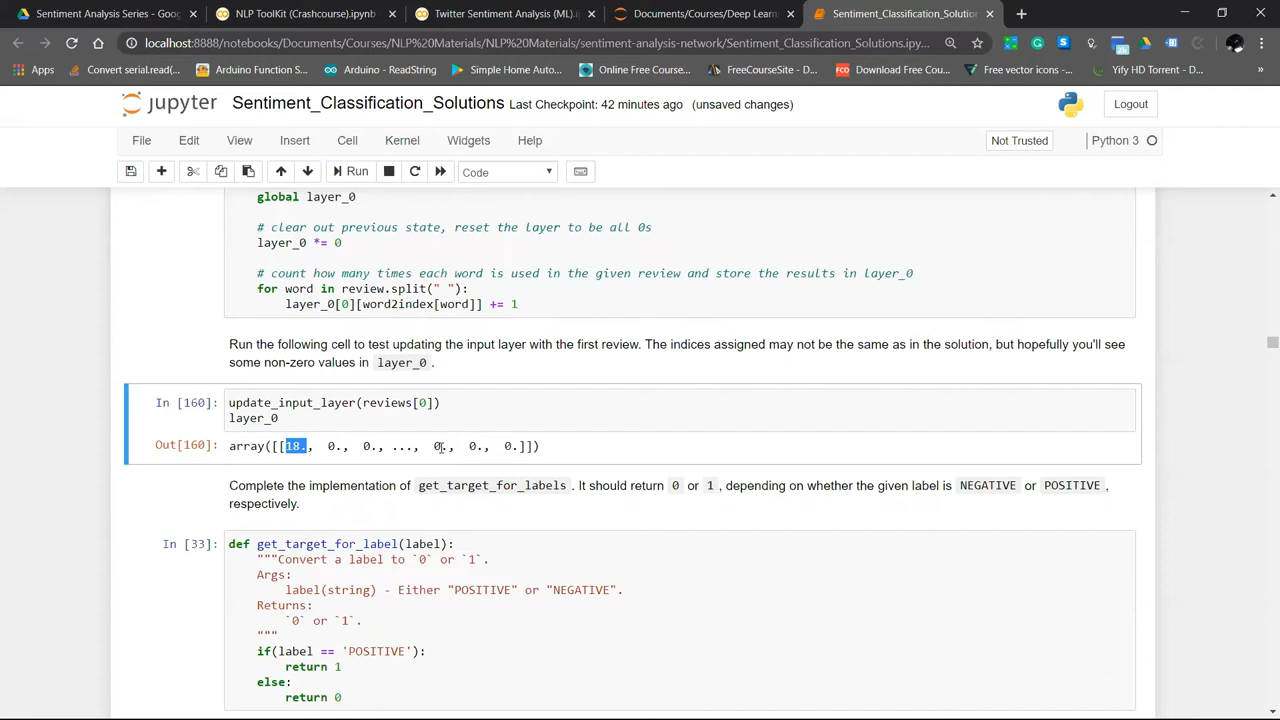 Sentiment Analysis Series - Goog
NLP ToolKit (Crashcourse).ipynb
Twitter Sentiment Analysis (ML).i
Documents/Courses/Deep Learn
Sentiment_Classification_Solution
localhost:8888/notebooks/Documents/Courses/NLP%20Materials/NLP%20Materials/sentiment-analysis-network/Sentiment_Classification_Solutions.ipy...
Apps
Convert serial.read(...
Arduino Function S...
Arduino - ReadString
Simple Home Auto...
Online Free Course...
FreeCourseSite - D...
Download Free Cou...
Free vector icons -...
Yify HD Torrent - D...
»
jupyter Sentiment_Classification_Solutions Last Checkpoint: 42 minutes ago (unsaved changes)
Logout
File Edit View Insert Cell Kernel Widgets Help
Not Trusted
Python 3
Run
Code
global layer_0
# clear out previous state, reset the layer to be all 0s
layer_0 *= 0
# count how many times each word is used in the given review and store the results in layer_0
for word in review.split(" "):
layer_0[0][word2index[word]] += 1
Run the following cell to test updating the input layer with the first review. The indices assigned may not be the same as in the solution, but hopefully you'll see
some non-zero values in layer_0.
In [160]: update_input_layer(reviews[0])
layer_0
Out[160]: array([[18., 0., 0., ..., 0., 0., 0.]])
Complete the implementation of get_target_for_labels. It should return 0 or 1, depending on whether the given label is NEGATIVE or POSITIVE,
respectively.
In [33]: def get_target_for_label(label):
"""Convert a label to `0` or `1`.
Args:
label(string) - Either "POSITIVE" or "NEGATIVE".
Returns:
`0` or `1`.
"""
if(label == 'POSITIVE'):
return 1
else:
return 0